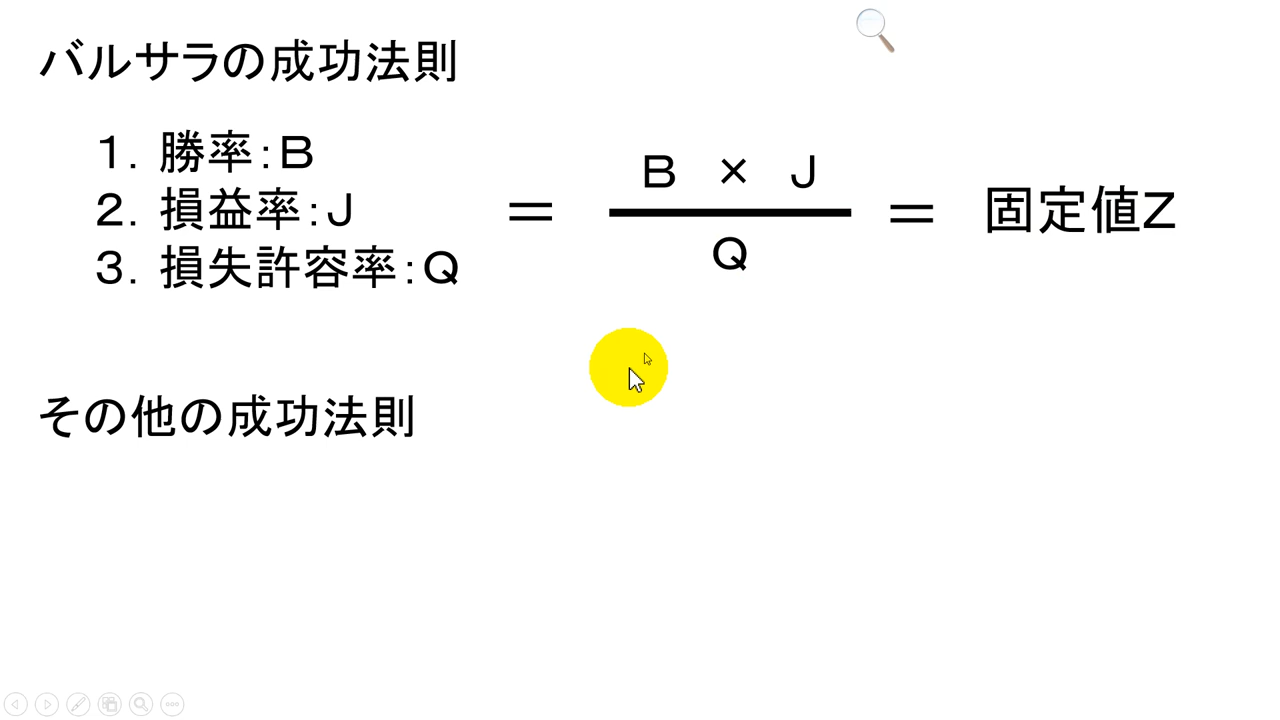 バルサラの成功法則
１．勝率：Ｂ
２．損益率：Ｊ
３．損失許容率：Ｑ
＝
Ｂ × Ｊ
Ｑ
＝ 固定値Ｚ
その他の成功法則